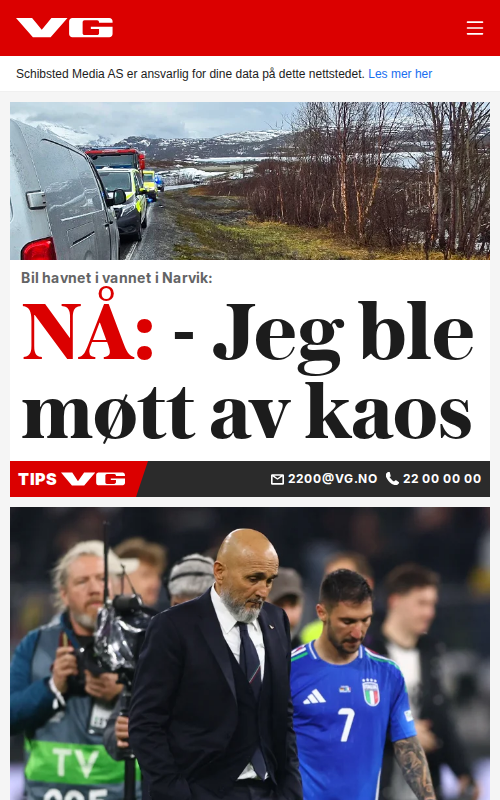 VG
Schibsted Media AS er ansvarlig for dine data på dette nettstedet. Les mer her
Bil havnet i vannet i Narvik:
NÅ: - Jeg ble
møtt av kaos
TIPS VG 2200@VG.NO 22 00 00 00
7
TV